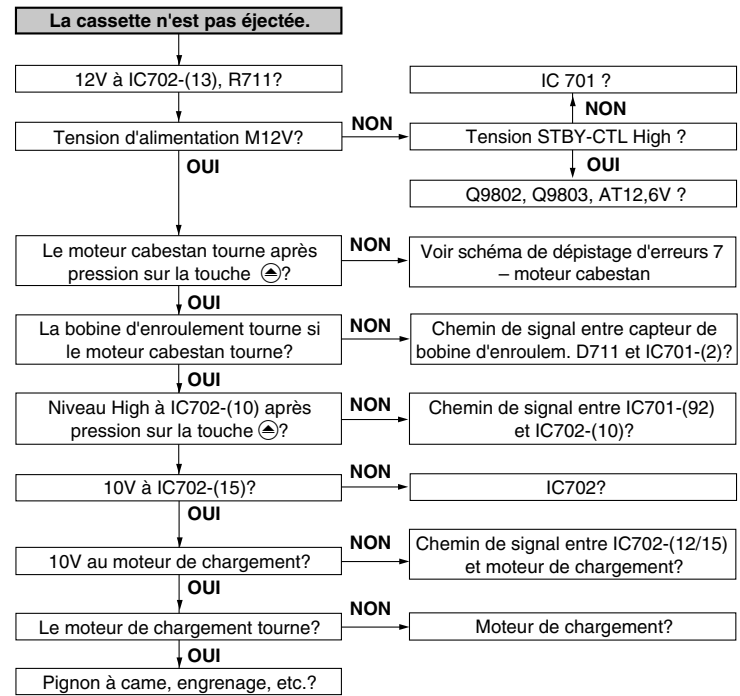 La cassette n'est pas éjectée.
12V à IC702-(13), R711?
IC 701 ?
NON
Tension d'alimentation M12V?
NON
Tension STBY-CTL High ?
OUI
OUI
Q9802, Q9803, AT12,6V ?
Le moteur cabestan tourne après
pression sur la touche ⏏?
NON
Voir schéma de dépistage d'erreurs 7
– moteur cabestan
OUI
La bobine d'enroulement tourne si
le moteur cabestan tourne?
NON
Chemin de signal entre capteur de
bobine d'enroulem. D711 et IC701-(2)?
OUI
Niveau High à IC702-(10) après
pression sur la touche ⏏?
NON
Chemin de signal entre IC701-(92)
et IC702-(10)?
OUI
10V à IC702-(15)?
NON
IC702?
OUI
10V au moteur de chargement?
NON
Chemin de signal entre IC702-(12/15)
et moteur de chargement?
OUI
Le moteur de chargement tourne?
NON
Moteur de chargement?
OUI
Pignon à came, engrenage, etc.?